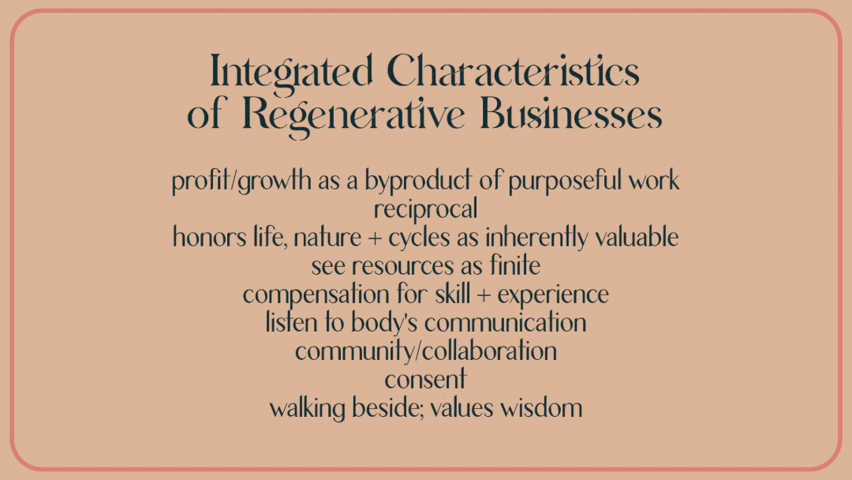 Integrated Characteristics
of Regenerative Businesses
profit/growth as a byproduct of purposeful work
reciprocal
honors life, nature + cycles as inherently valuable
see resources as finite
compensation for skill + experience
listen to body's communication
community/collaboration
consent
walking beside; values wisdom